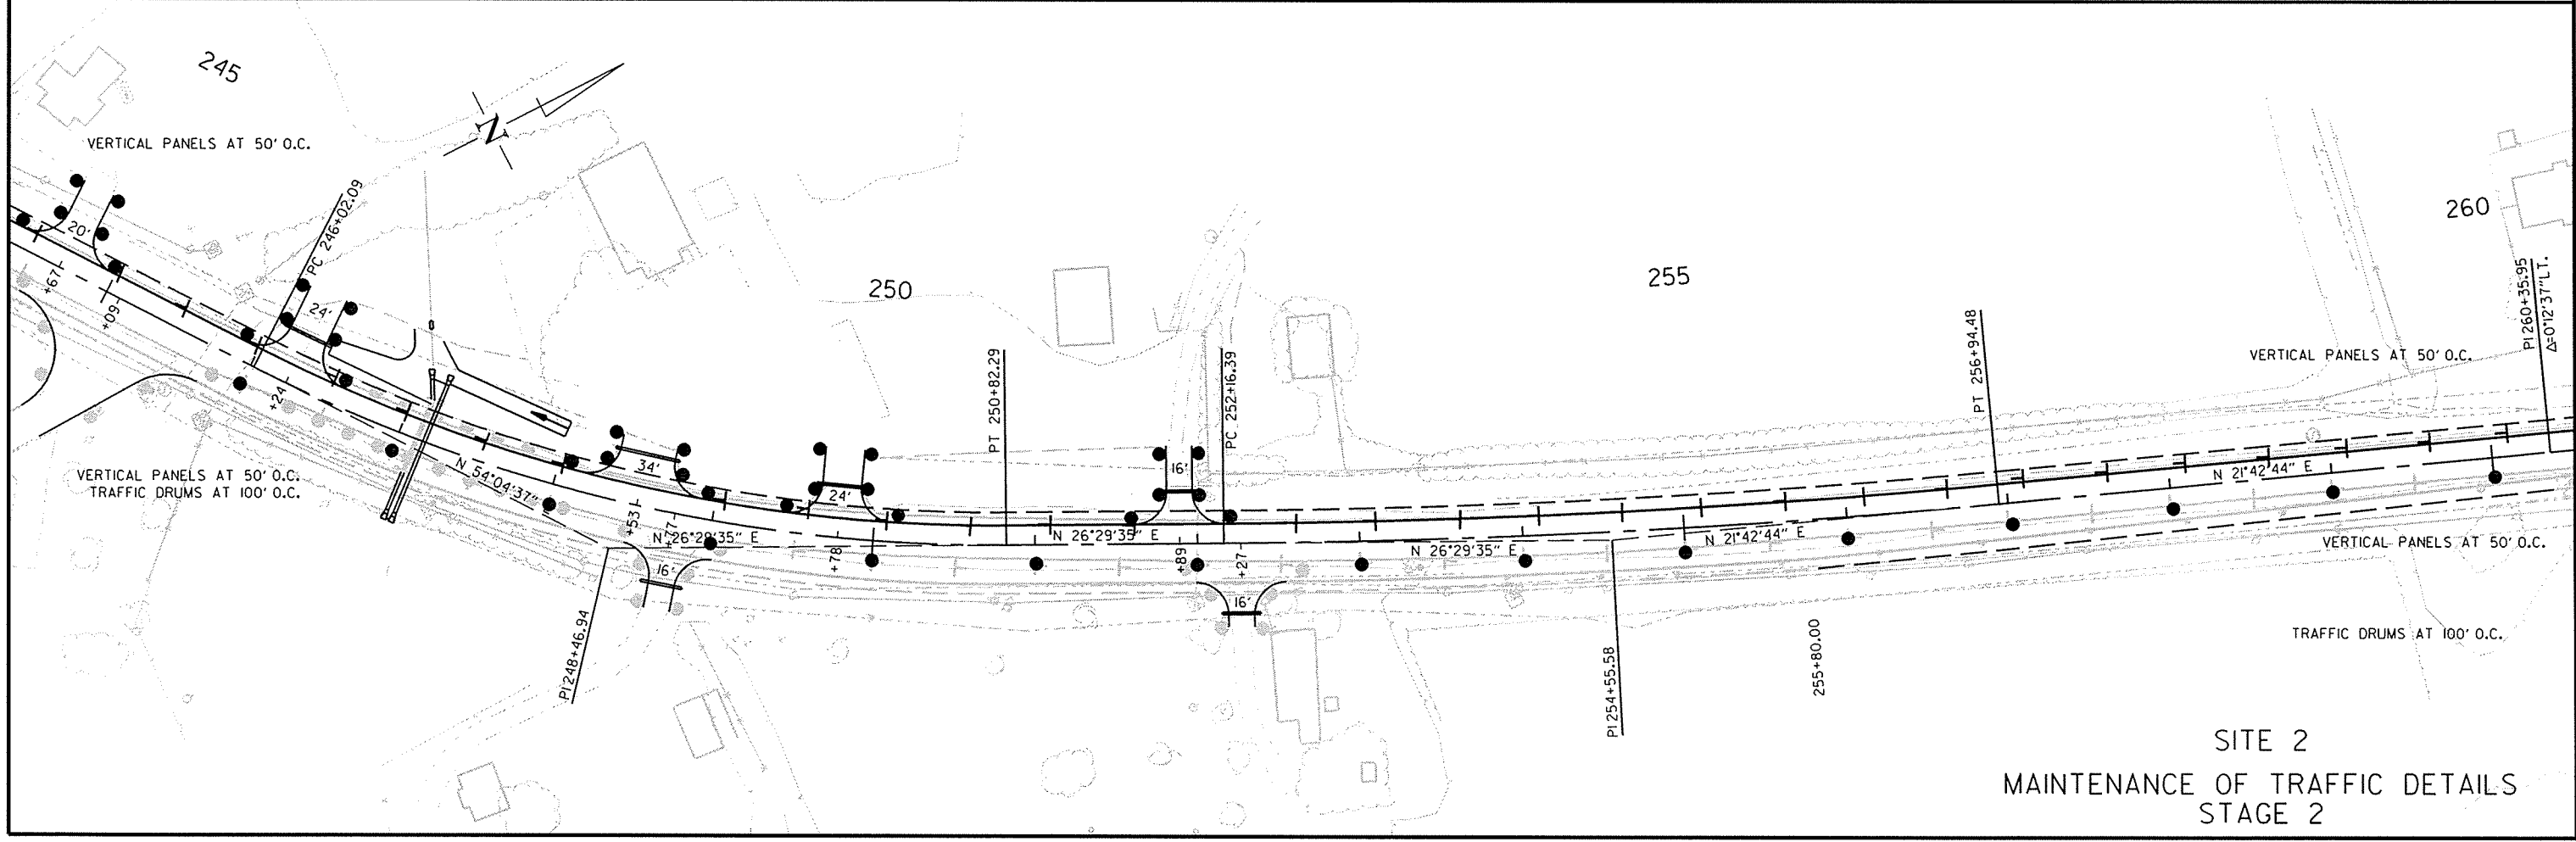 245
VERTICAL PANELS AT 50' O.C.
N
PC 246+02.09
20'
24'
+67
+09
+24
VERTICAL PANELS AT 50' O.C.
TRAFFIC DRUMS AT 100' O.C.
N 54°04'37"
34'
24'
250
PT 250+82.29
PC 252+16.39
16'
255
PT 256+94.48
260
PI 260+35.95
Δ=0°12'37" LT.
VERTICAL PANELS AT 50' O.C.
N 21°42'44" E
+53
+77
N 26°29'35" E
16'
+78
N 26°29'35" E
+89
+27
16'
N 26°29'35" E
N 21°42'44" E
VERTICAL PANELS AT 50' O.C.
PI 248+46.94
PI 254+55.58
255+80.00
TRAFFIC DRUMS AT 100' O.C.
SITE 2
MAINTENANCE OF TRAFFIC DETAILS
STAGE 2